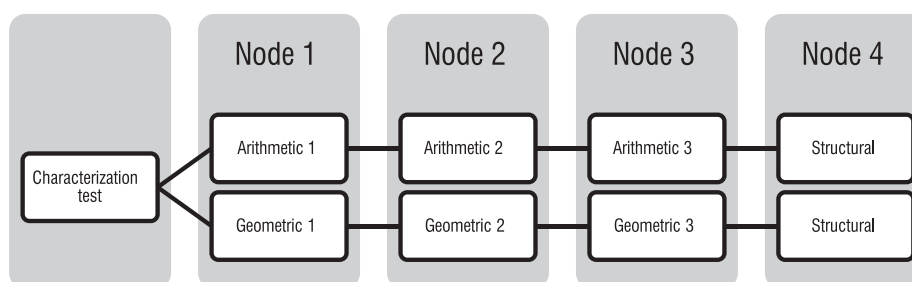 Node 1
Node 2
Node 3
Node 4
Characterization
test
Arithmetic 1
Arithmetic 2
Arithmetic 3
Structural
Geometric 1
Geometric 2
Geometric 3
Structural